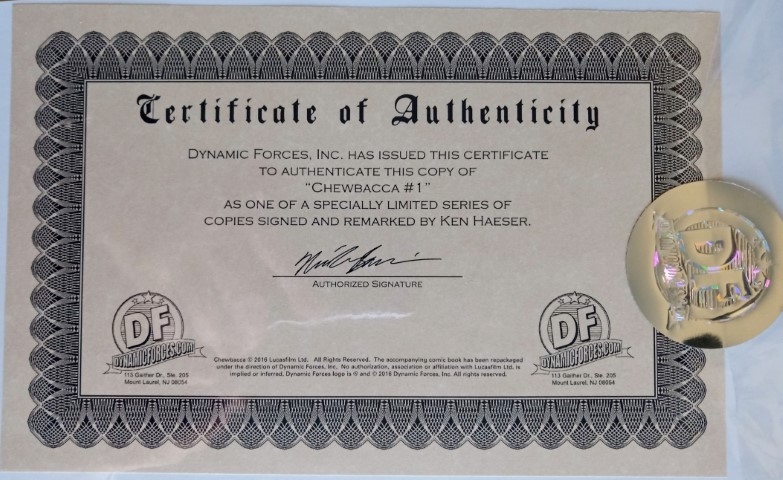 Certificate of Authenticity
DYNAMIC FORCES, INC. HAS ISSUED THIS CERTIFICATE
TO AUTHENTICATE THIS COPY OF
"CHEWBACCA #1"
AS ONE OF A SPECIALLY LIMITED SERIES OF
COPIES SIGNED AND REMARKED BY KEN HAESER.
AUTHORIZED SIGNATURE
DF
DYNAMICFORCES.COM
113 Gaither Dr., Ste. 205
Mount Laurel, NJ 08054
Chewbacca © 2016 Lucasfilm Ltd. All Rights Reserved. The accompanying comic book has been repackaged
under the direction of Dynamic Forces, Inc. No authorization, association or affiliation with Lucasfilm Ltd. is
implied or inferred. Dynamic Forces logo is ® and © 2016 Dynamic Forces, Inc. All rights reserved.
DF
DYNAMICFORCES.COM
113 Gaither Dr., Ste. 205
Mount Laurel, NJ 08054